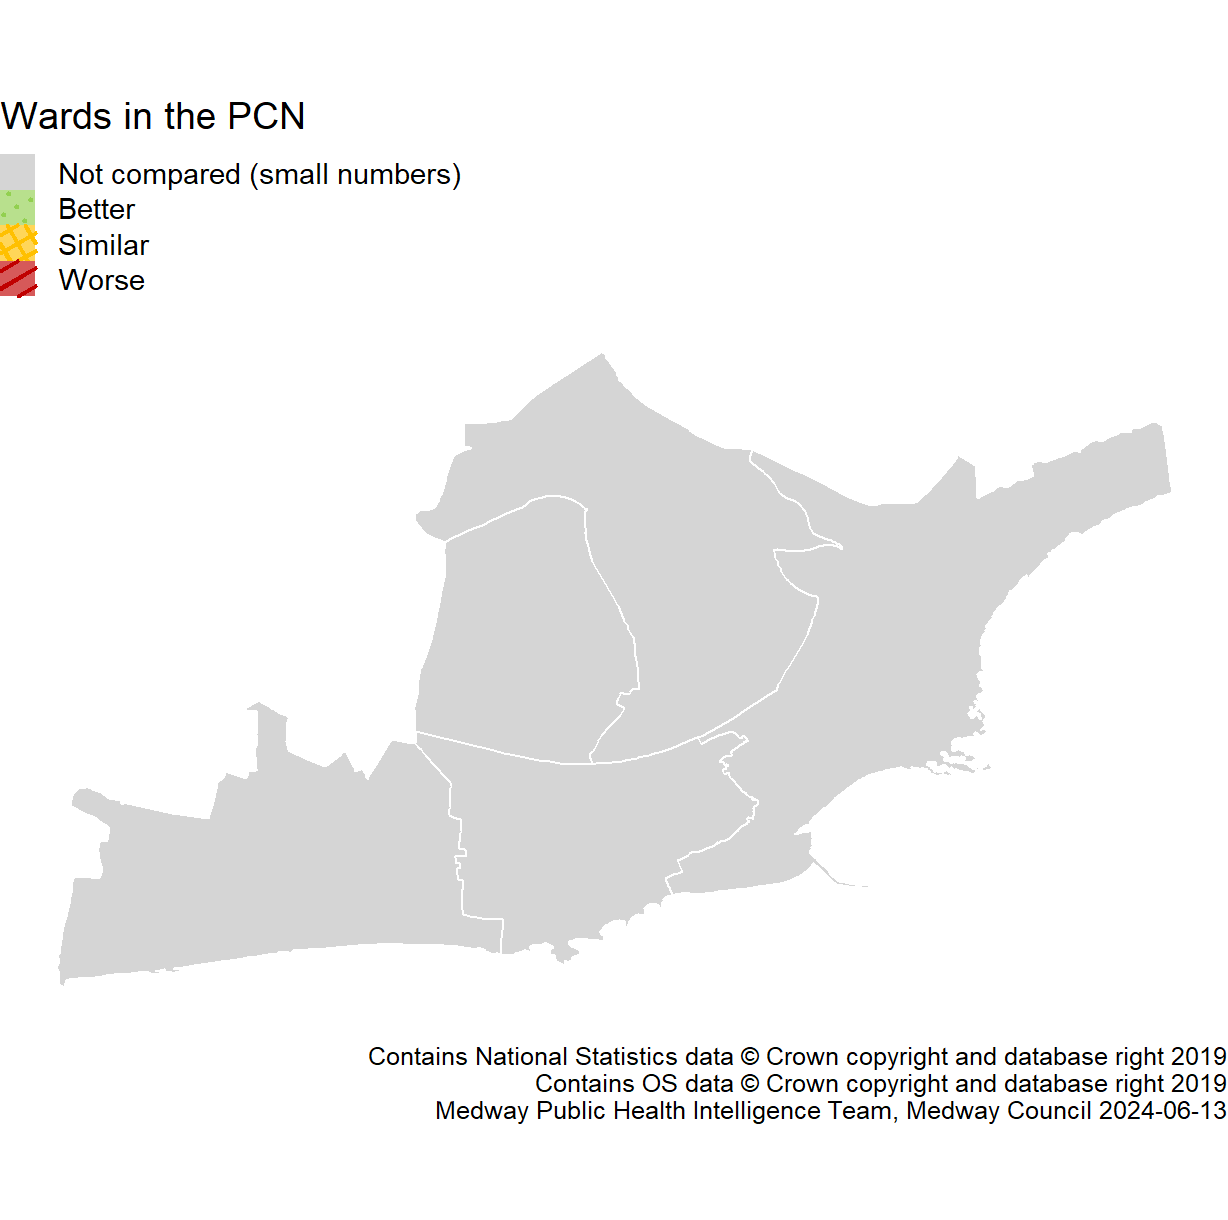 Wards in the PCN
Not compared (small numbers)
Better
Similar
Worse
Contains National Statistics data © Crown copyright and database right 2019
Contains OS data © Crown copyright and database right 2019
Medway Public Health Intelligence Team, Medway Council 2024-06-13